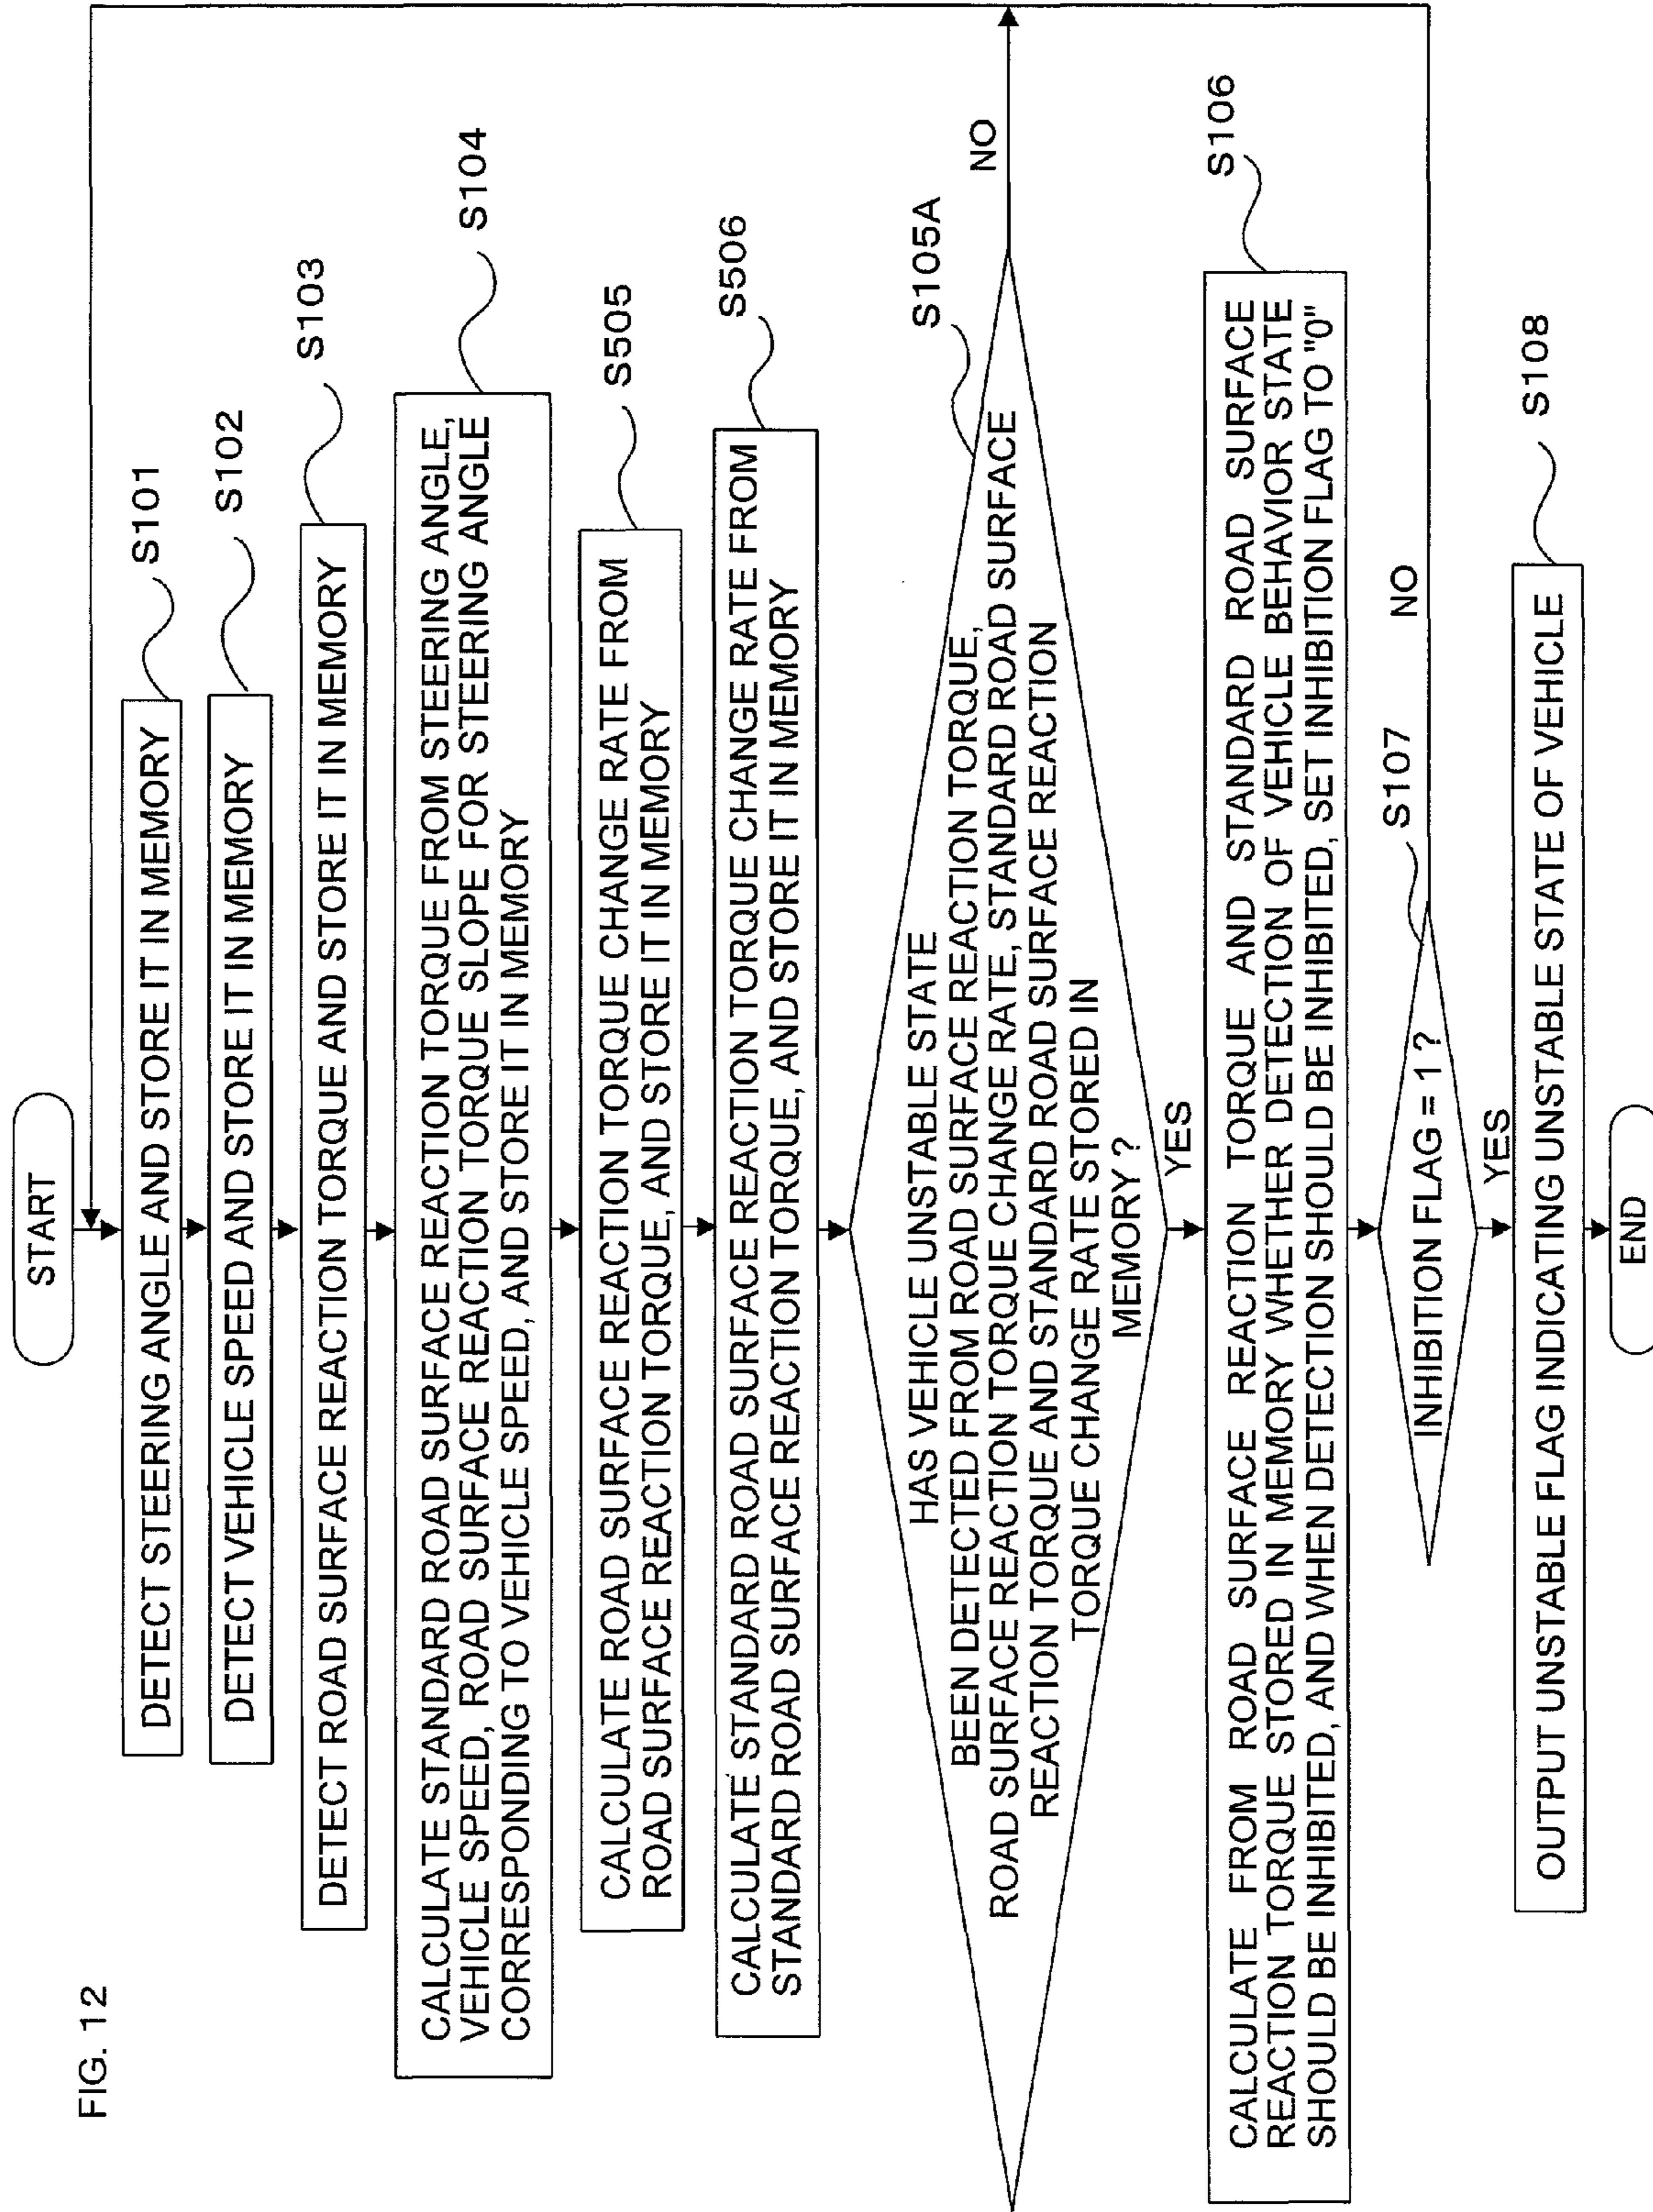 FIG. 12
START
DETECT STEERING ANGLE AND STORE IT IN MEMORY
S101
DETECT VEHICLE SPEED AND STORE IT IN MEMORY
S102
DETECT ROAD SURFACE REACTION TORQUE AND STORE IT IN MEMORY
S103
CALCULATE STANDARD ROAD SURFACE REACTION TORQUE FROM STEERING ANGLE,
VEHICLE SPEED, ROAD SURFACE REACTION TORQUE SLOPE FOR STEERING ANGLE
CORRESPONDING TO VEHICLE SPEED, AND STORE IT IN MEMORY
S104
CALCULATE ROAD SURFACE REACTION TORQUE CHANGE RATE FROM
ROAD SURFACE REACTION TORQUE, AND STORE IT IN MEMORY
S505
CALCULATE STANDARD ROAD SURFACE REACTION TORQUE CHANGE RATE FROM
STANDARD ROAD SURFACE REACTION TORQUE, AND STORE IT IN MEMORY
S506
HAS VEHICLE UNSTABLE STATE
BEEN DETECTED FROM ROAD SURFACE REACTION TORQUE,
ROAD SURFACE REACTION TORQUE CHANGE RATE, STANDARD ROAD SURFACE
REACTION TORQUE AND STANDARD ROAD SURFACE REACTION
TORQUE CHANGE RATE STORED IN
MEMORY ?
S105A
NO
YES
CALCULATE FROM ROAD SURFACE REACTION TORQUE AND STANDARD ROAD SURFACE
REACTION TORQUE STORED IN MEMORY WHETHER DETECTION OF VEHICLE BEHAVIOR STATE
SHOULD BE INHIBITED, AND WHEN DETECTION SHOULD BE INHIBITED, SET INHIBITION FLAG TO "0"
S106
INHIBITION FLAG = 1 ?
S107
NO
YES
OUTPUT UNSTABLE FLAG INDICATING UNSTABLE STATE OF VEHICLE
S108
END